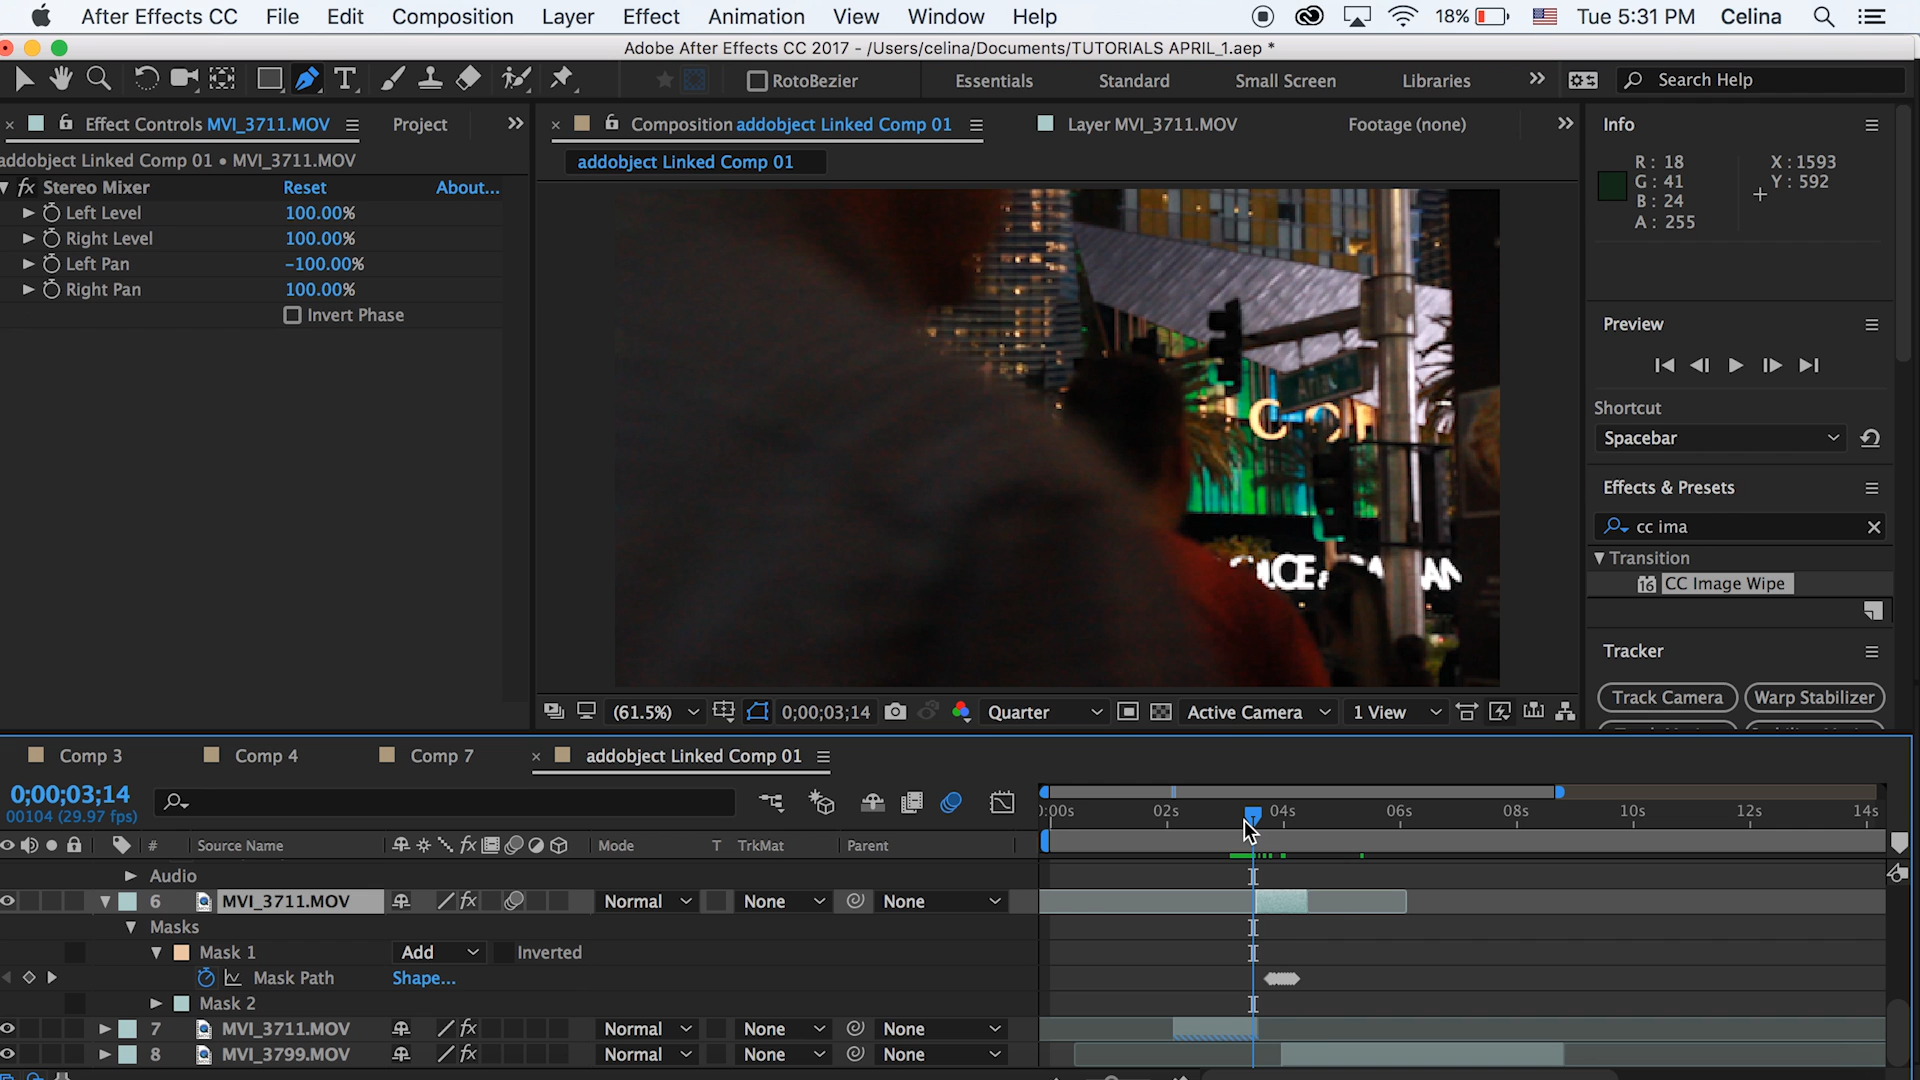 After Effects CC File Edit Composition Layer Effect Animation View Window Help 18% Tue 5:31 PM Celina
Adobe After Effects CC 2017 - /Users/celina/Documents/TUTORIALS APRIL_1.aep *
RotoBezier Essentials Standard Small Screen Libraries Search Help
Effect Controls MVI_3711.MOV Project
Composition addobject Linked Comp 01 Layer MVI_3711.MOV Footage (none)
Info
addobject Linked Comp 01 • MVI_3711.MOV
addobject Linked Comp 01
R: 18 X: 1593
G: 41 Y: 592
B: 24
A: 255
fx Stereo Mixer Reset About...
Left Level 100.00%
Right Level 100.00%
Left Pan -100.00%
Right Pan 100.00%
Invert Phase
Preview
Shortcut
Spacebar
Effects & Presets
cc ima
Transition
16 CC Image Wipe
Tracker
Track Camera Warp Stabilizer
(61.5%) 0;00;03;14 Quarter Active Camera 1 View
Comp 3 Comp 4 Comp 7 addobject Linked Comp 01
0;00;03;14
00104 (29.97 fps)
02s 04s 06s 08s 10s 12s 14s
# Source Name fx Mode T TrkMat Parent
Audio
6 MVI_3711.MOV fx Normal None None
Masks
Mask 1 Add Inverted
Mask Path Shape...
Mask 2
7 MVI_3711.MOV fx Normal None None
8 MVI_3799.MOV fx Normal None None